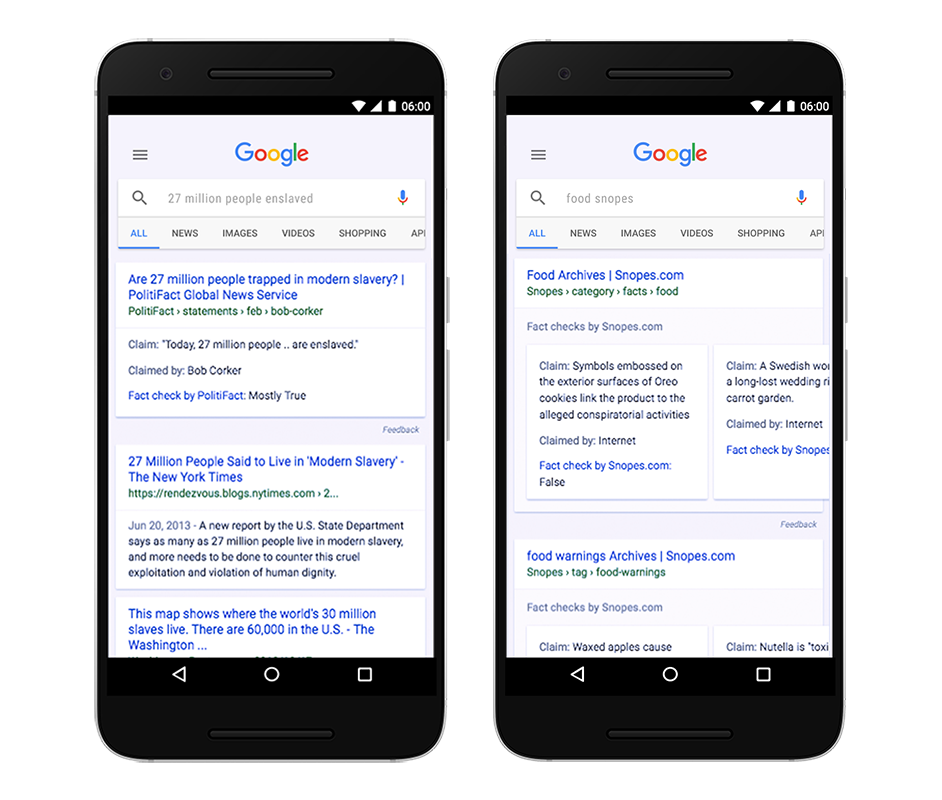 06:00
Google
27 million people enslaved
ALL NEWS IMAGES VIDEOS SHOPPING AP
Are 27 million people trapped in modern slavery? |
PolitiFact Global News Service
PolitiFact › statements › feb › bob-corker
Claim: "Today, 27 million people .. are enslaved."
Claimed by: Bob Corker
Fact check by PolitiFact: Mostly True
Feedback
27 Million People Said to Live in 'Modern Slavery' -
The New York Times
https://rendezvous.blogs.nytimes.com › 2...
Jun 20, 2013 - A new report by the U.S. State Department
says as many as 27 million people live in modern slavery,
and more needs to be done to counter this cruel
exploitation and violation of human dignity.
This map shows where the world's 30 million
slaves live. There are 60,000 in the U.S. - The
Washington ...
06:00
Google
food snopes
ALL NEWS IMAGES VIDEOS SHOPPING AP
Food Archives | Snopes.com
Snopes › category › facts › food
Fact checks by Snopes.com
Claim: Symbols embossed on
the exterior surfaces of Oreo
cookies link the product to the
alleged conspiratorial activities
Claimed by: Internet
Fact check by Snopes.com:
False
Claim: A Swedish wo
a long-lost wedding ri
carrot garden.
Claimed by: Internet
Fact check by Snopes
Feedback
food warnings Archives | Snopes.com
Snopes › tag › food-warnings
Fact checks by Snopes.com
Claim: Waxed apples cause
Claim: Nutella is "toxi